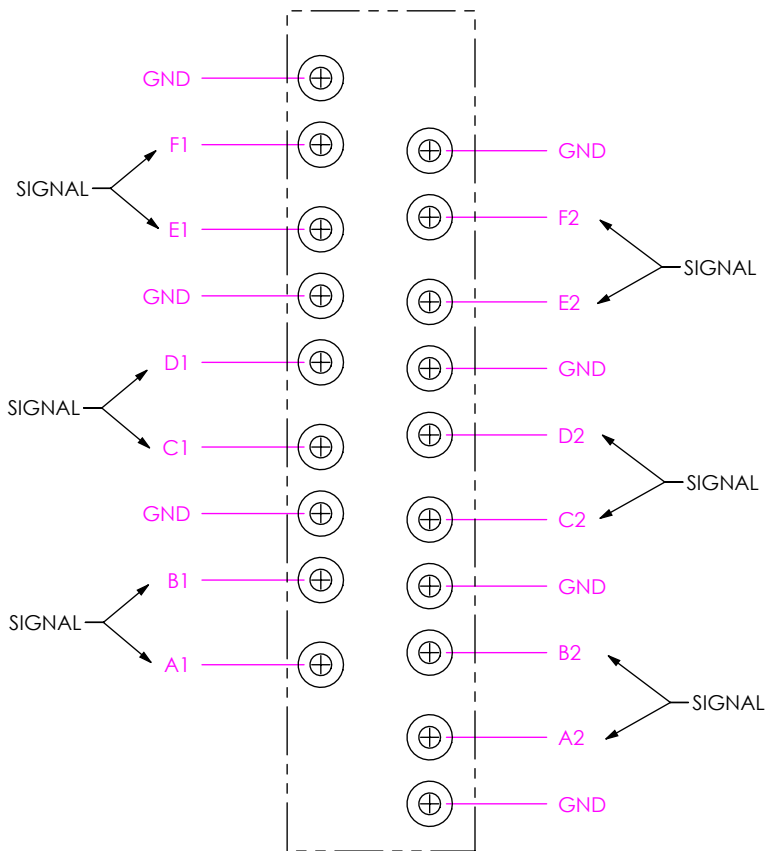 GND
F1
GND
SIGNAL
F2
E1
SIGNAL
GND
E2
D1
GND
SIGNAL
D2
C1
SIGNAL
GND
C2
B1
GND
SIGNAL
B2
A1
SIGNAL
A2
GND